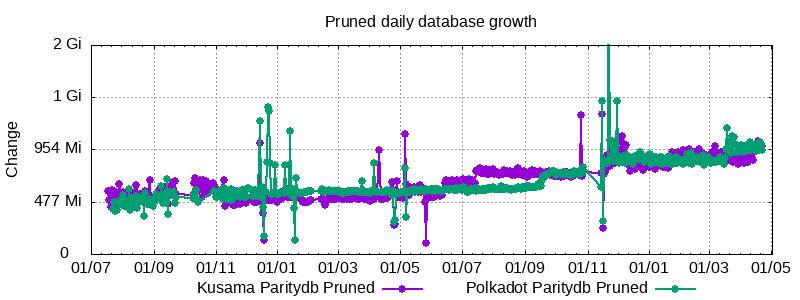 Pruned daily database growth
Change
2 Gi
1 Gi
954 Mi
477 Mi
0
01/07 01/09 01/11 01/01 01/03 01/05 01/07 01/09 01/11 01/01 01/03 01/05
Kusama Paritydb Pruned Polkadot Paritydb Pruned